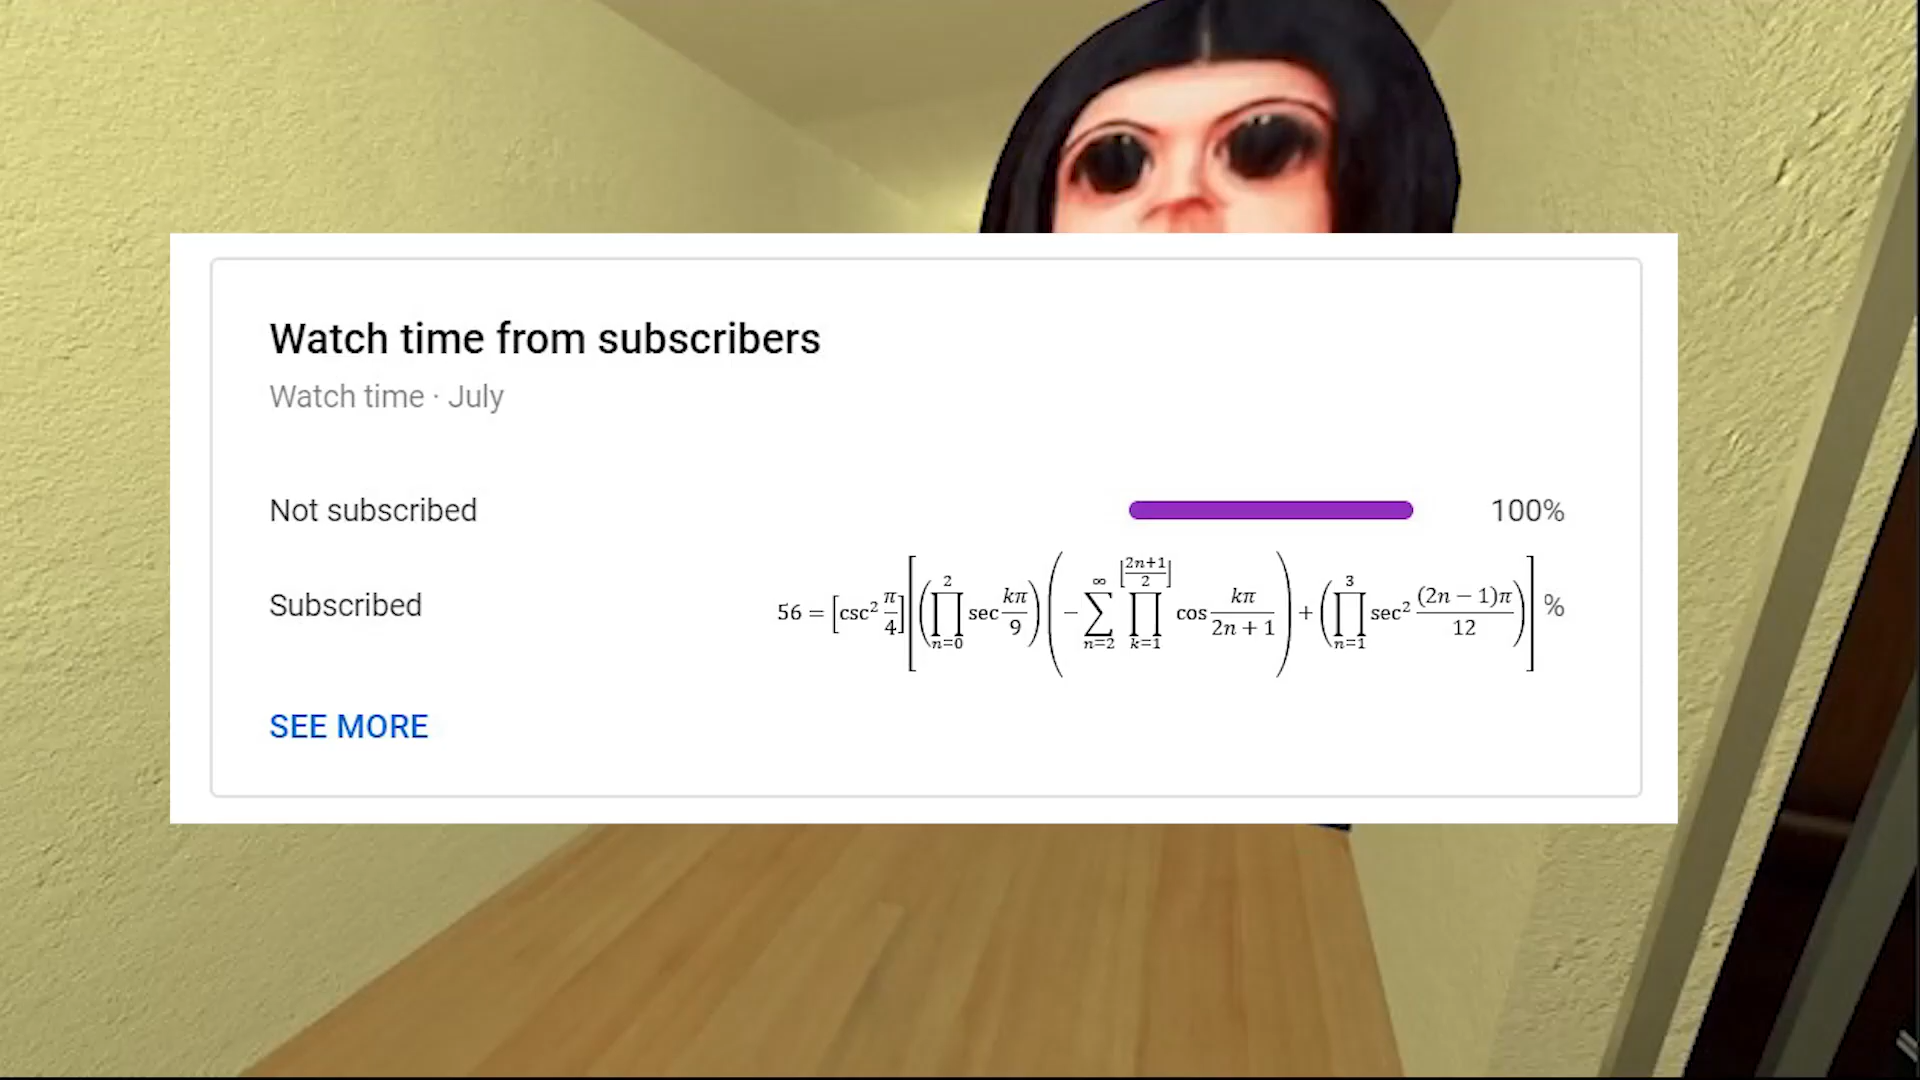 Watch time from subscribers
Watch time · July
Not subscribed 100%
Subscribed 56 = [csc² π/4][(∏_{n=0}^{2} sec kπ/9)(−∑_{n=2}^{∞} ∏_{k=1}^{⌊(2n+1)/2⌋} cos kπ/(2n + 1)) + (∏_{n=1}^{3} sec² (2n − 1)π/12)] %
SEE MORE